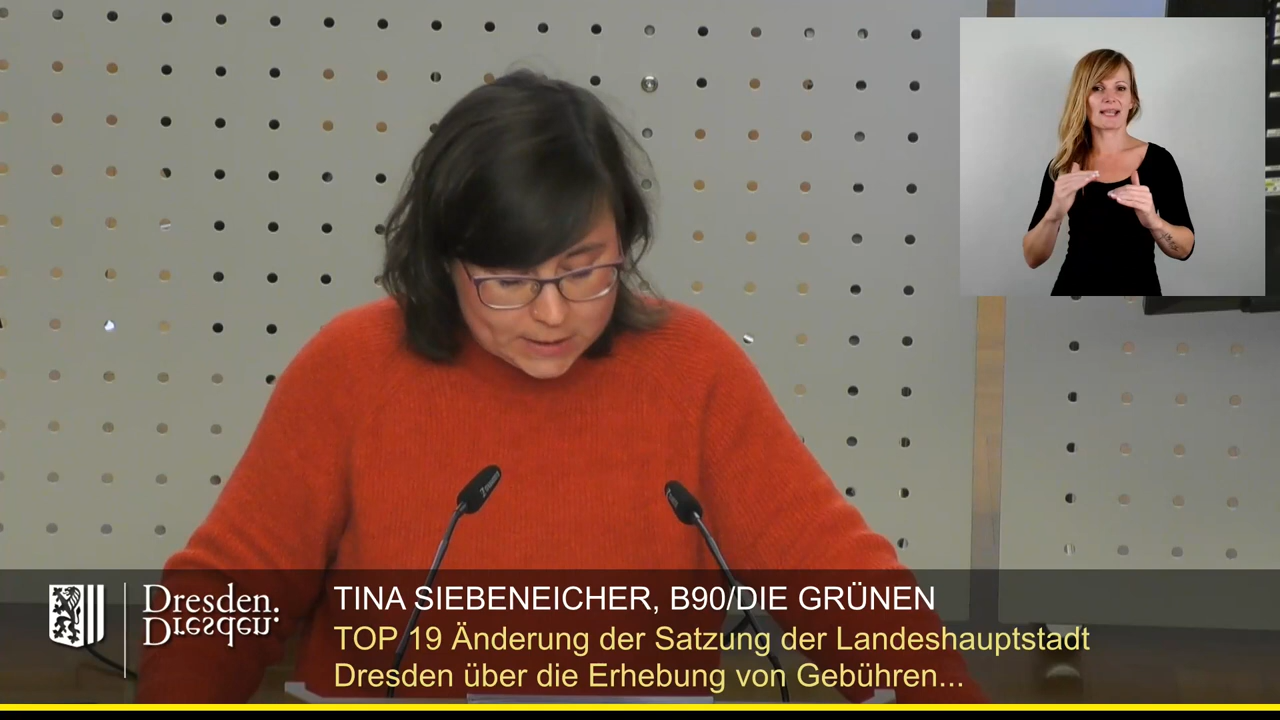 Dresden.
Dresden.
TINA SIEBENEICHER, B90/DIE GRÜNEN
TOP 19 Änderung der Satzung der Landeshauptstadt
Dresden über die Erhebung von Gebühren...